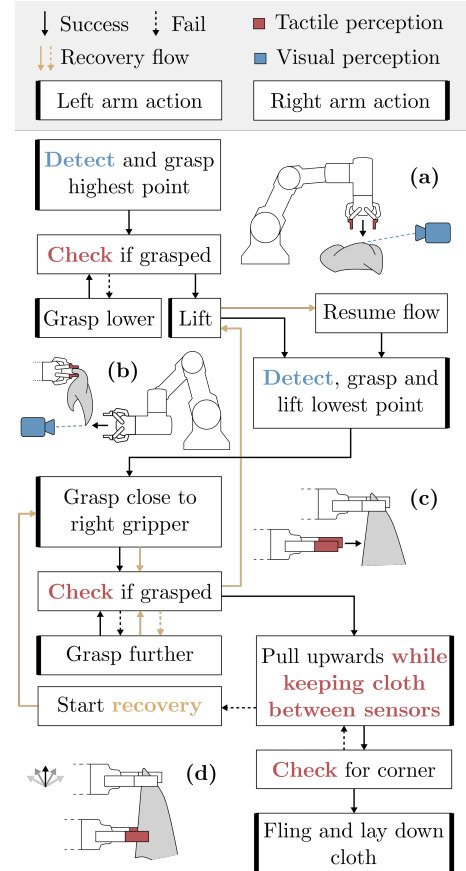 Success
Fail
Tactile perception
Recovery flow
Visual perception
Left arm action
Right arm action
Detect and grasp
highest point
(a)
Check if grasped
Grasp lower
Lift
Resume flow
(b)
Detect, grasp and
lift lowest point
Grasp close to
right gripper
(c)
Check if grasped
Grasp further
Pull upwards while
keeping cloth
between sensors
Start recovery
Check for corner
(d)
Fling and lay down
cloth